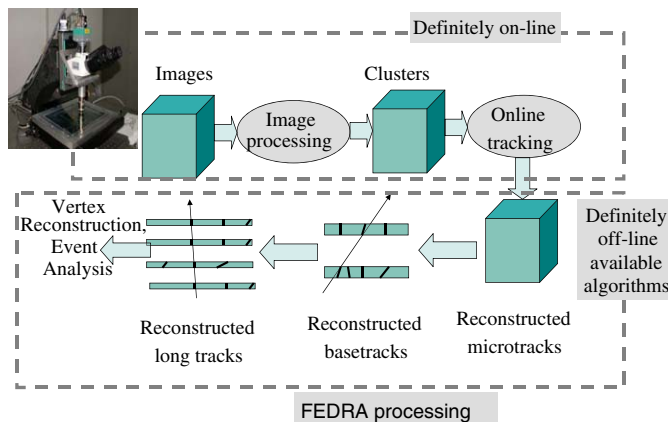 Definitely on-line
Images
Clusters
Image
processing
Online
tracking
Vertex
Reconstruction,
Event
Analysis
Definitely
off-line
available
algorithms
Reconstructed
long tracks
Reconstructed
basetracks
Reconstructed
microtracks
FEDRA processing